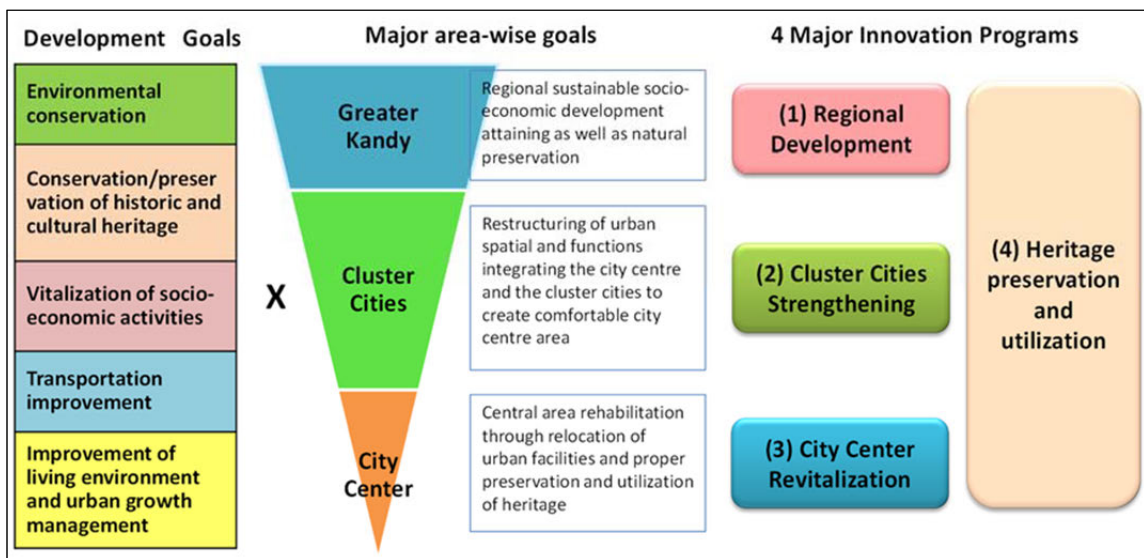 Development Goals
Environmental
conservation
Conservation/preser
vation of historic and
cultural heritage
Vitalization of socio-
economic activities
Transportation
improvement
Improvement of
living environment
and urban growth
management
X
Major area-wise goals
Greater
Kandy
Regional sustainable socio-
economic development
attaining as well as natural
preservation
Cluster
Cities
Restructuring of urban
spatial and functions
integrating the city centre
and the cluster cities to
create comfortable city
centre area
City
Center
Central area rehabilitation
through relocation of
urban facilities and proper
preservation and utilization
of heritage
4 Major Innovation Programs
(1) Regional
Development
(2) Cluster Cities
Strengthening
(3) City Center
Revitalization
(4) Heritage
preservation
and
utilization